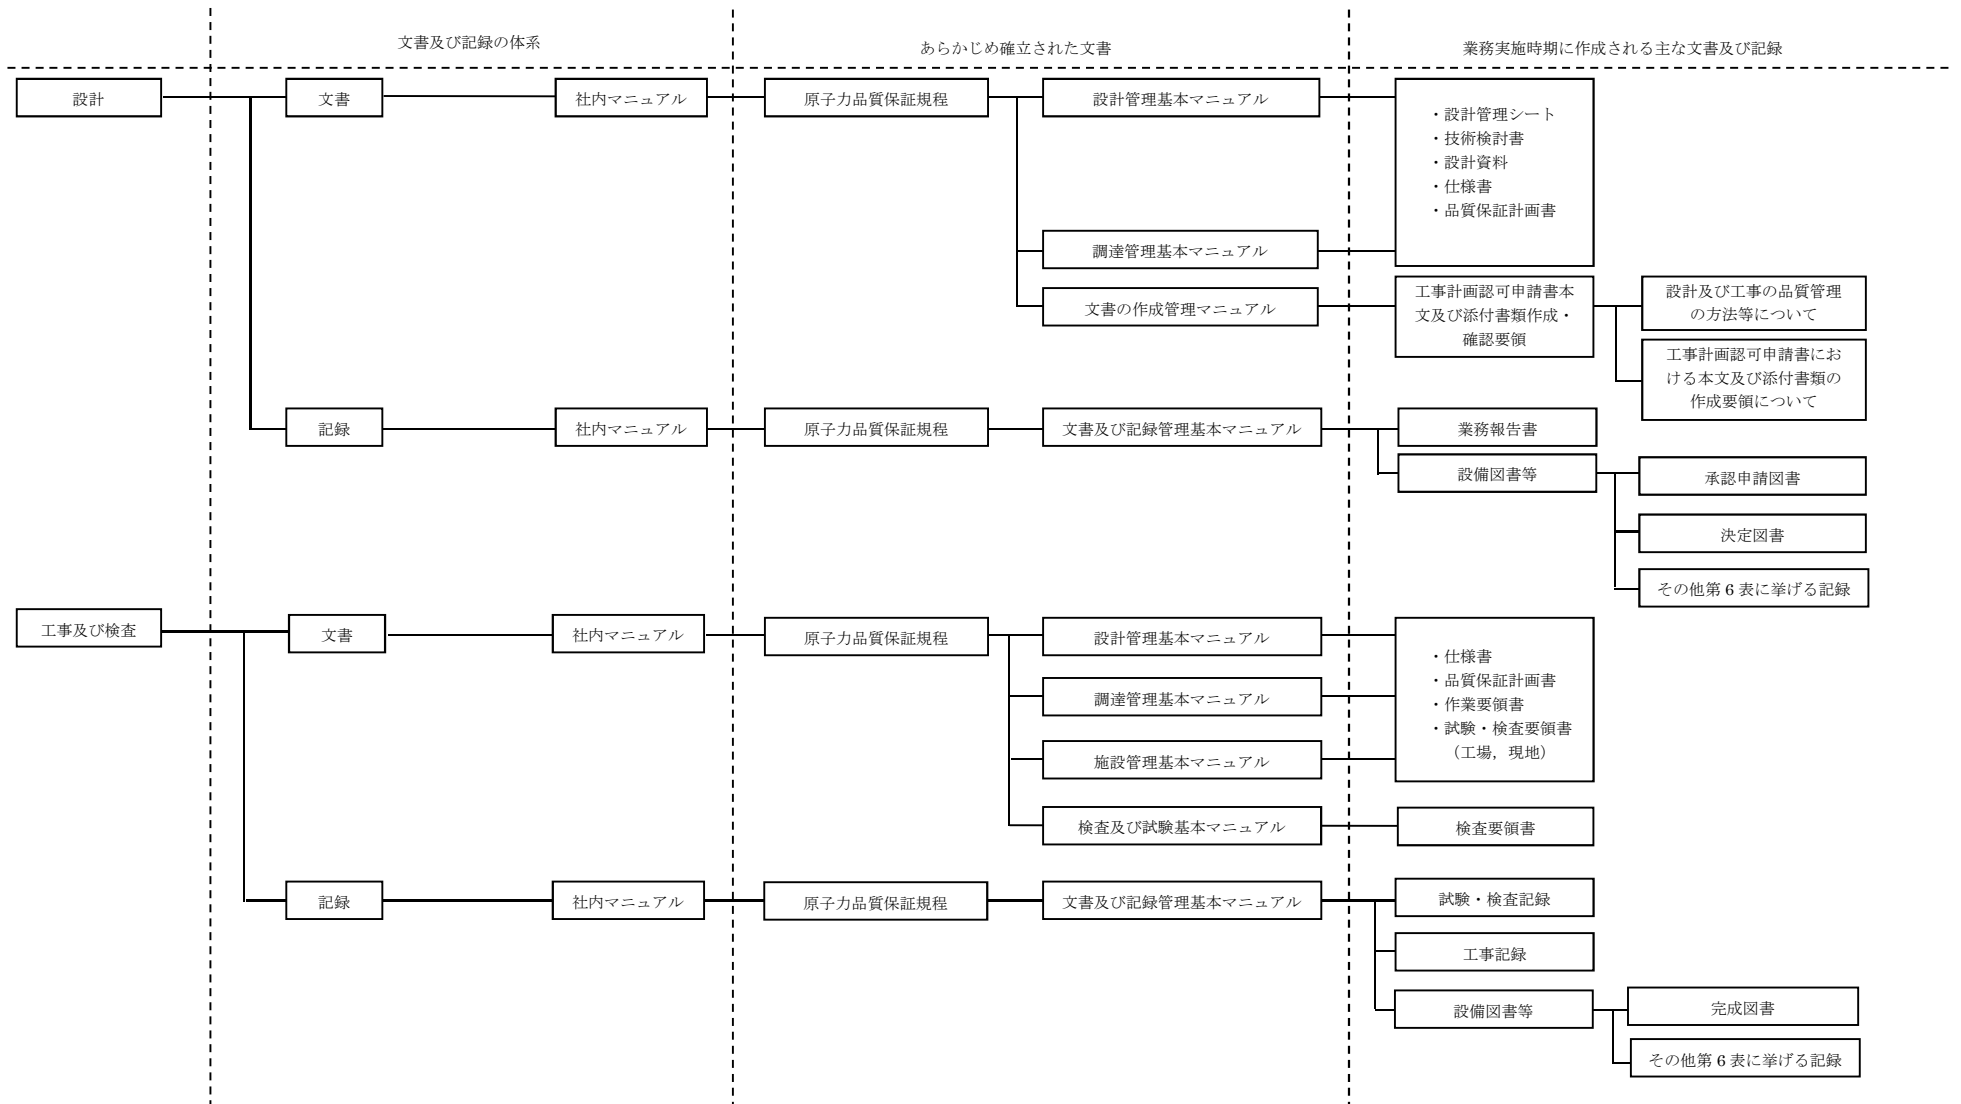 文書及び記録の体系
あらかじめ確立された文書
業務実施時期に作成される主な文書及び記録
設計
文書
社内マニュアル
原子力品質保証規程
設計管理基本マニュアル
・設計管理シート
・技術検討書
・設計資料
・仕様書
・品質保証計画書
調達管理基本マニュアル
文書の作成管理マニュアル
工事計画認可申請書本
文及び添付書類作成・
確認要領
設計及び工事の品質管理
の方法等について
工事計画認可申請書にお
ける本文及び添付書類の
作成要領について
記録
社内マニュアル
原子力品質保証規程
文書及び記録管理基本マニュアル
業務報告書
設備図書等
承認申請図書
決定図書
その他第 6 表に挙げる記録
工事及び検査
文書
社内マニュアル
原子力品質保証規程
設計管理基本マニュアル
・仕様書
・品質保証計画書
・作業要領書
・試験・検査要領書
（工場，現地）
調達管理基本マニュアル
施設管理基本マニュアル
検査及び試験基本マニュアル
検査要領書
記録
社内マニュアル
原子力品質保証規程
文書及び記録管理基本マニュアル
試験・検査記録
工事記録
設備図書等
完成図書
その他第 6 表に挙げる記録